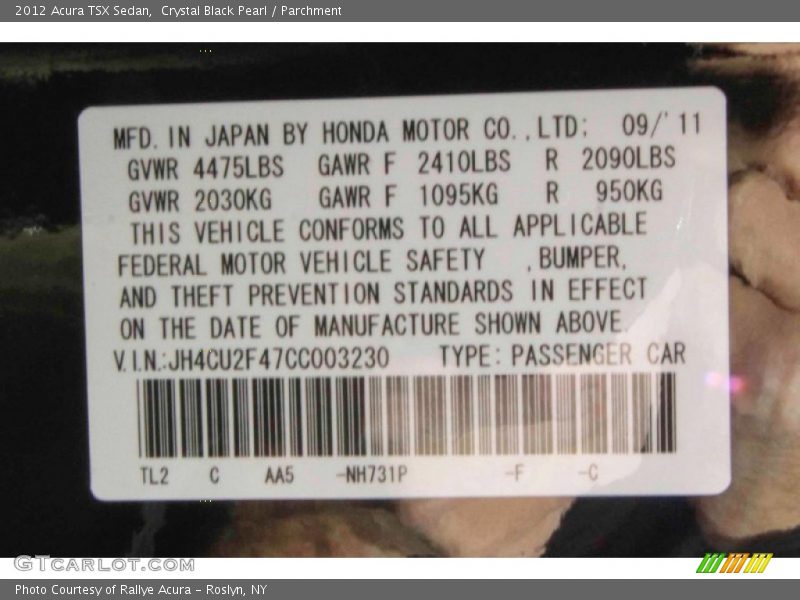 2012 Acura TSX Sedan,  Crystal Black Pearl / Parchment
MFD. IN JAPAN BY HONDA MOTOR CO., LTD; 09/'11
GVWR 4475LBS GAWR F 2410LBS R 2090LBS
GVWR 2030KG GAWR F 1095KG R 950KG
THIS VEHICLE CONFORMS TO ALL APPLICABLE
FEDERAL MOTOR VEHICLE SAFETY , BUMPER,
AND THEFT PREVENTION STANDARDS IN EFFECT
ON THE DATE OF MANUFACTURE SHOWN ABOVE.
V.I.N.:JH4CU2F47CC003230 TYPE: PASSENGER CAR
TL2 C AA5 -NH731P -F -C
GTCARLOT.COM
Photo Courtesy of Rallye Acura - Roslyn, NY